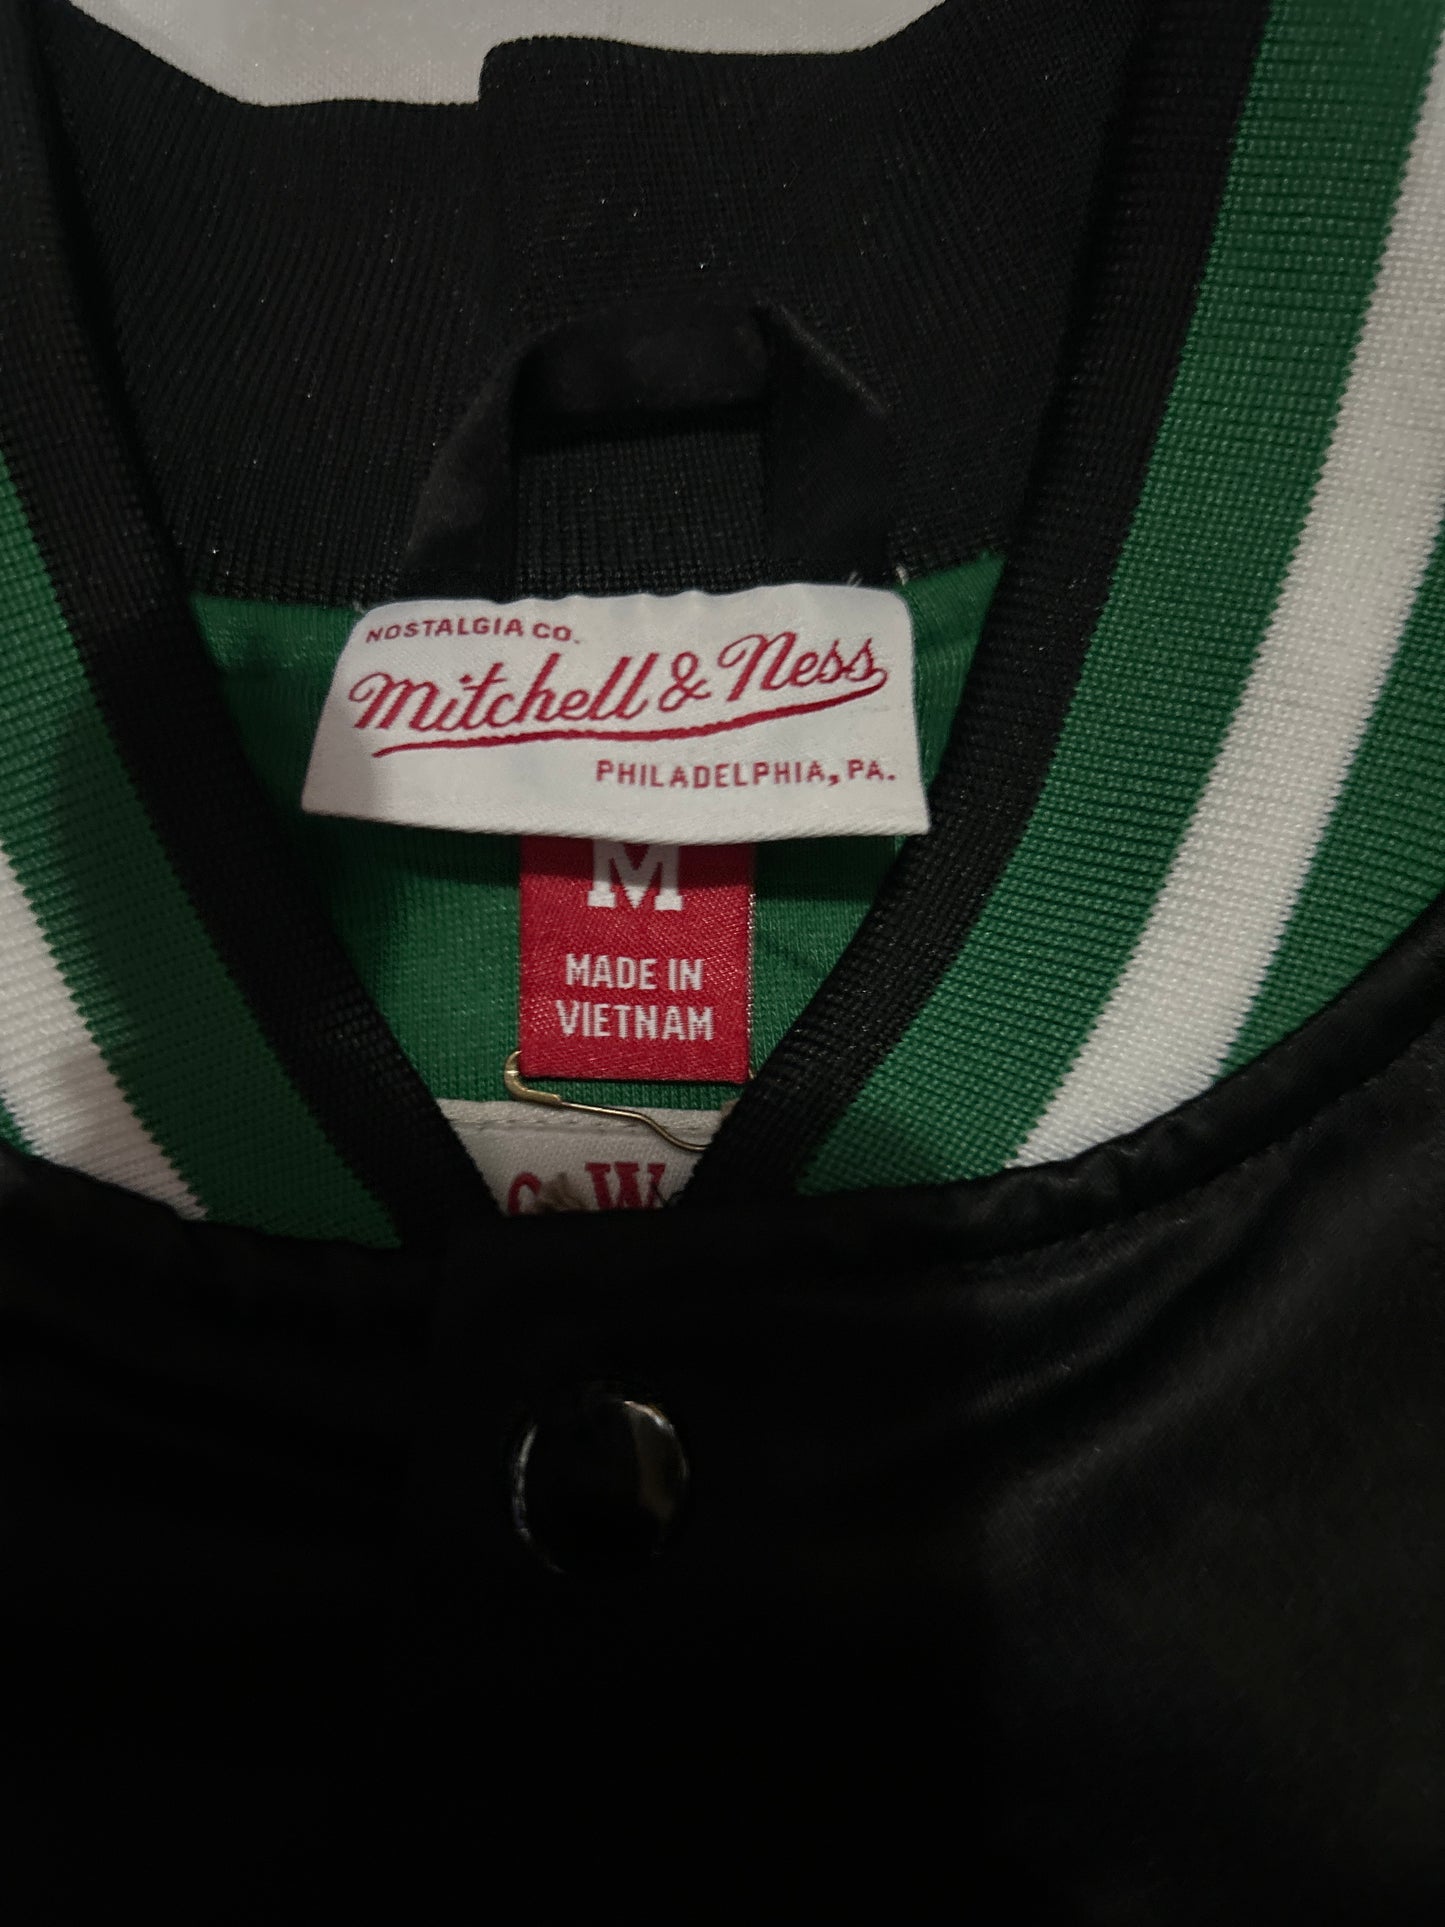 NOSTALGIA CO.
Mitchell & Ness
PHILADELPHIA, PA.
M
MADE IN
VIETNAM